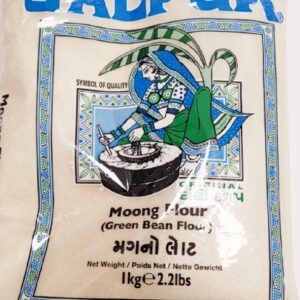 JALPUR
SYMBOL OF QUALITY
ORIGINAL
Moong Flour
(Green Bean Flour)
મગનો લોટ
Net Weight / Poids Net / Netto Gewicht
1kg℮2.2lbs